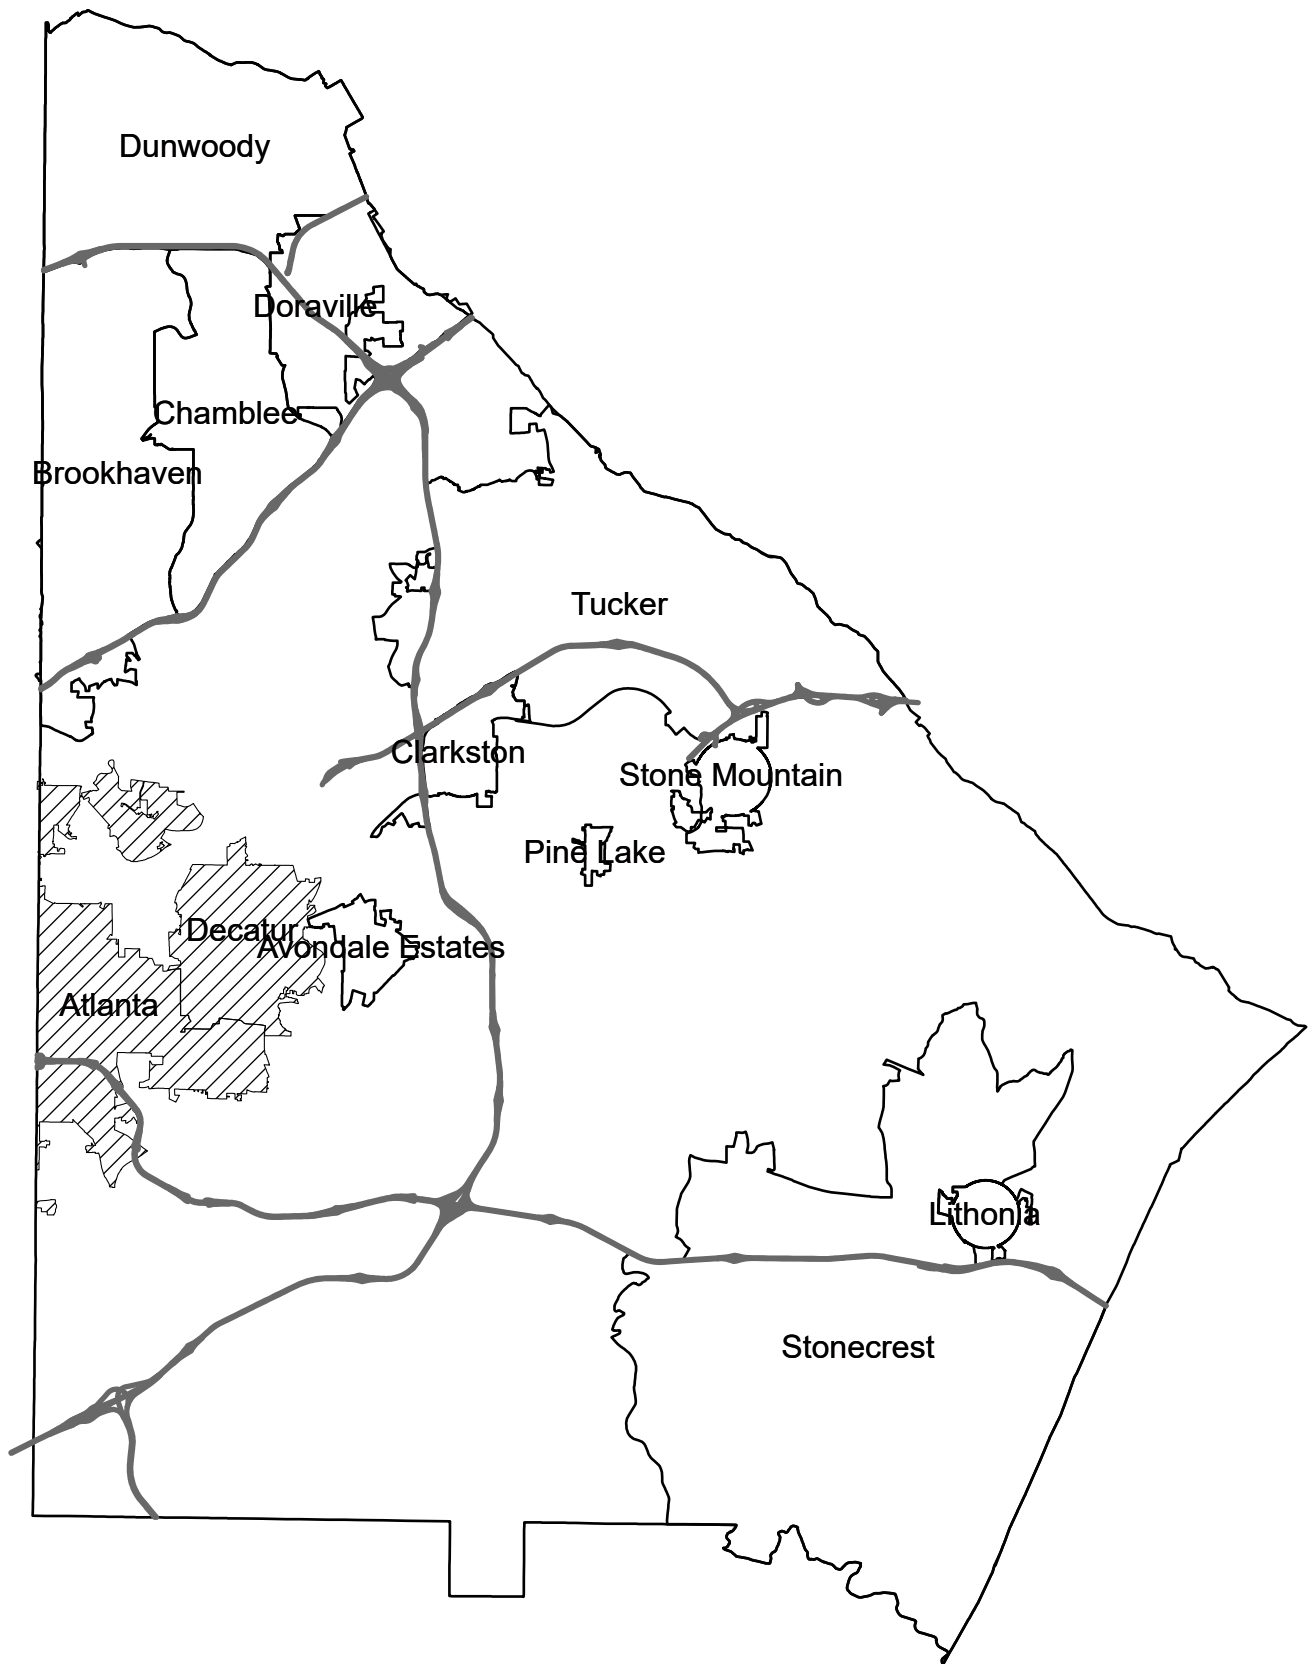 Dunwoody
Doraville
Chamblee
Brookhaven
Tucker
Clarkston
Stone Mountain
Pine Lake
Decatur
Avondale Estates
Atlanta
Lithonia
Stonecrest